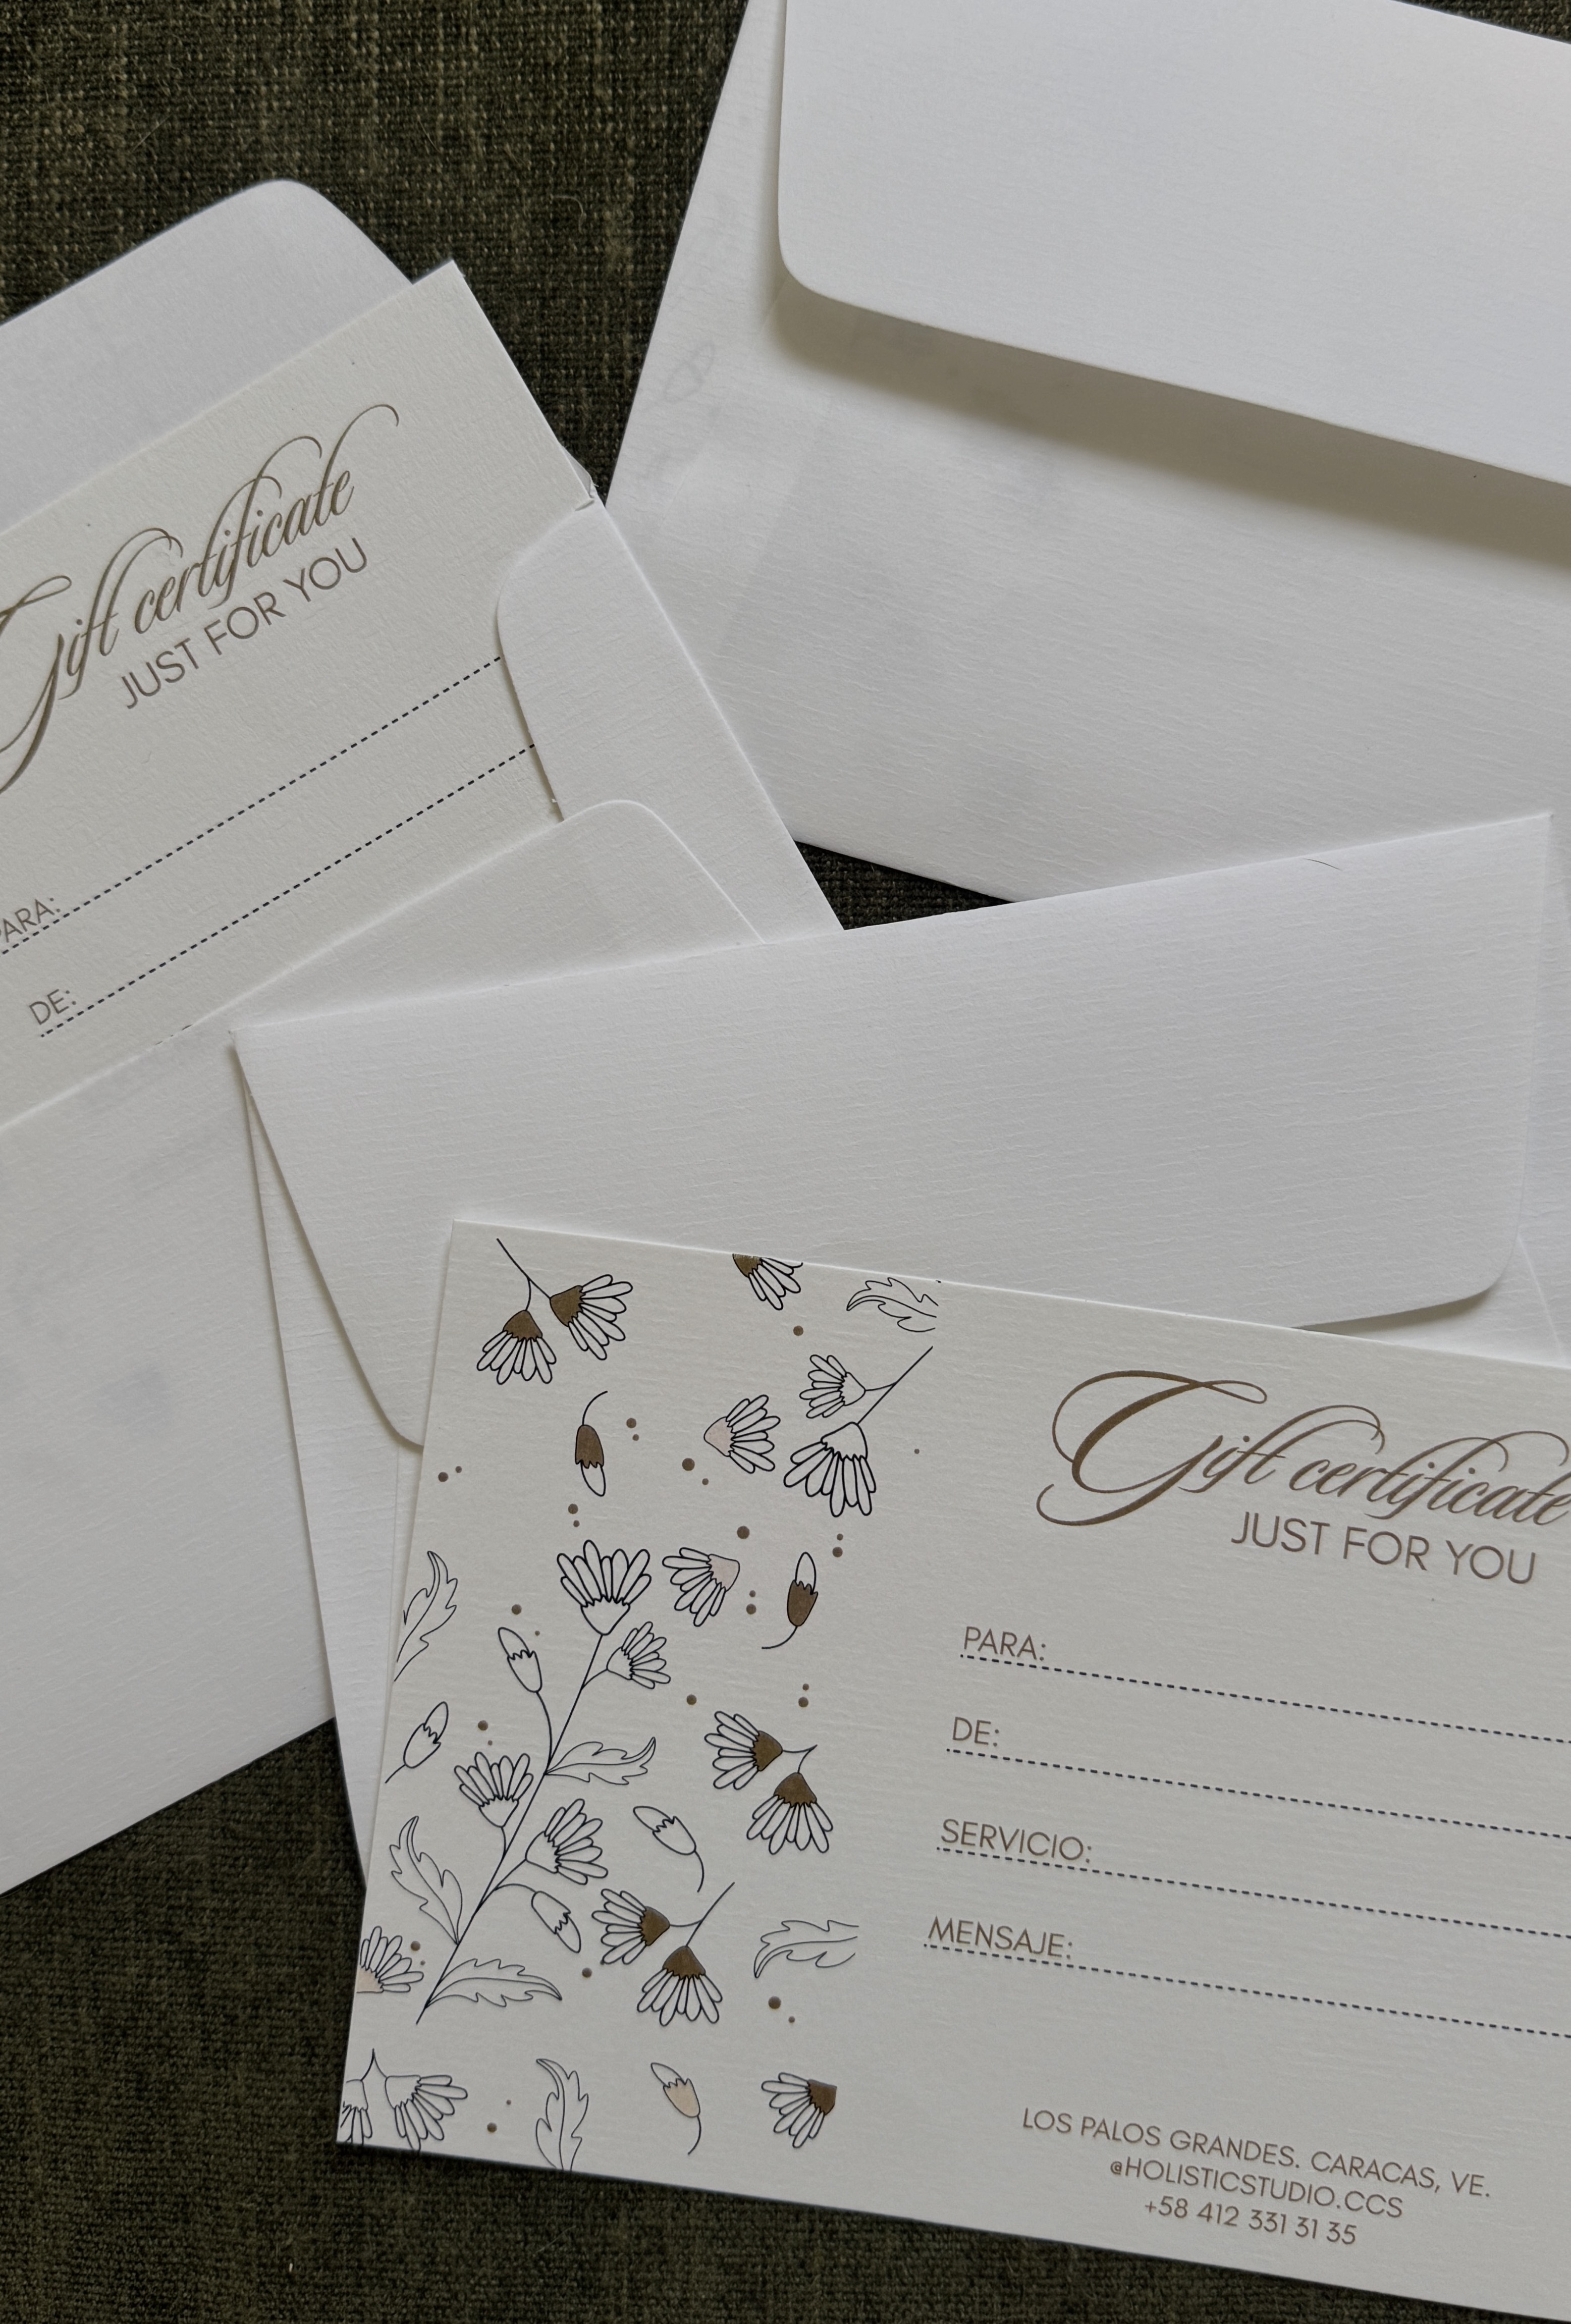 Gift certificate
JUST FOR YOU
PARA:
DE:
Gift certificate
JUST FOR YOU
PARA:
DE:
SERVICIO:
MENSAJE:
LOS PALOS GRANDES. CARACAS, VE.
@HOLISTICSTUDIO.CCS
+58 412 331 31 35